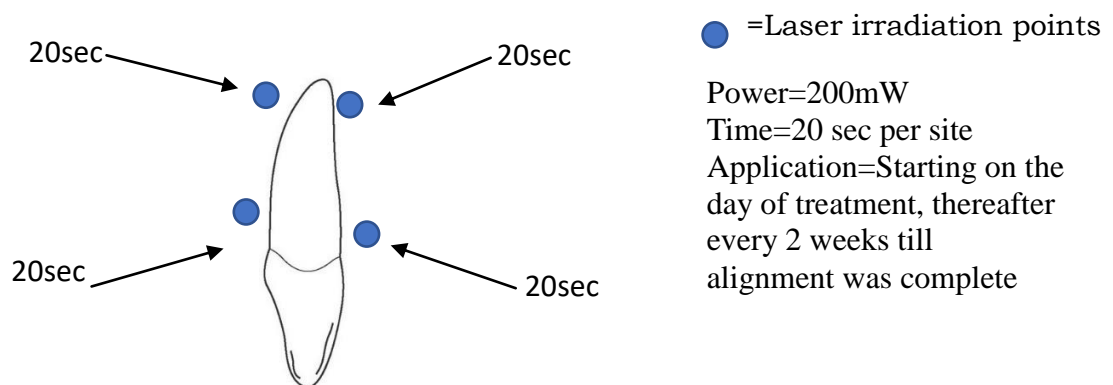 20sec
20sec
20sec
20sec
=Laser irradiation points
Power=200mW
Time=20 sec per site
Application=Starting on the
day of treatment, thereafter
every 2 weeks till
alignment was complete